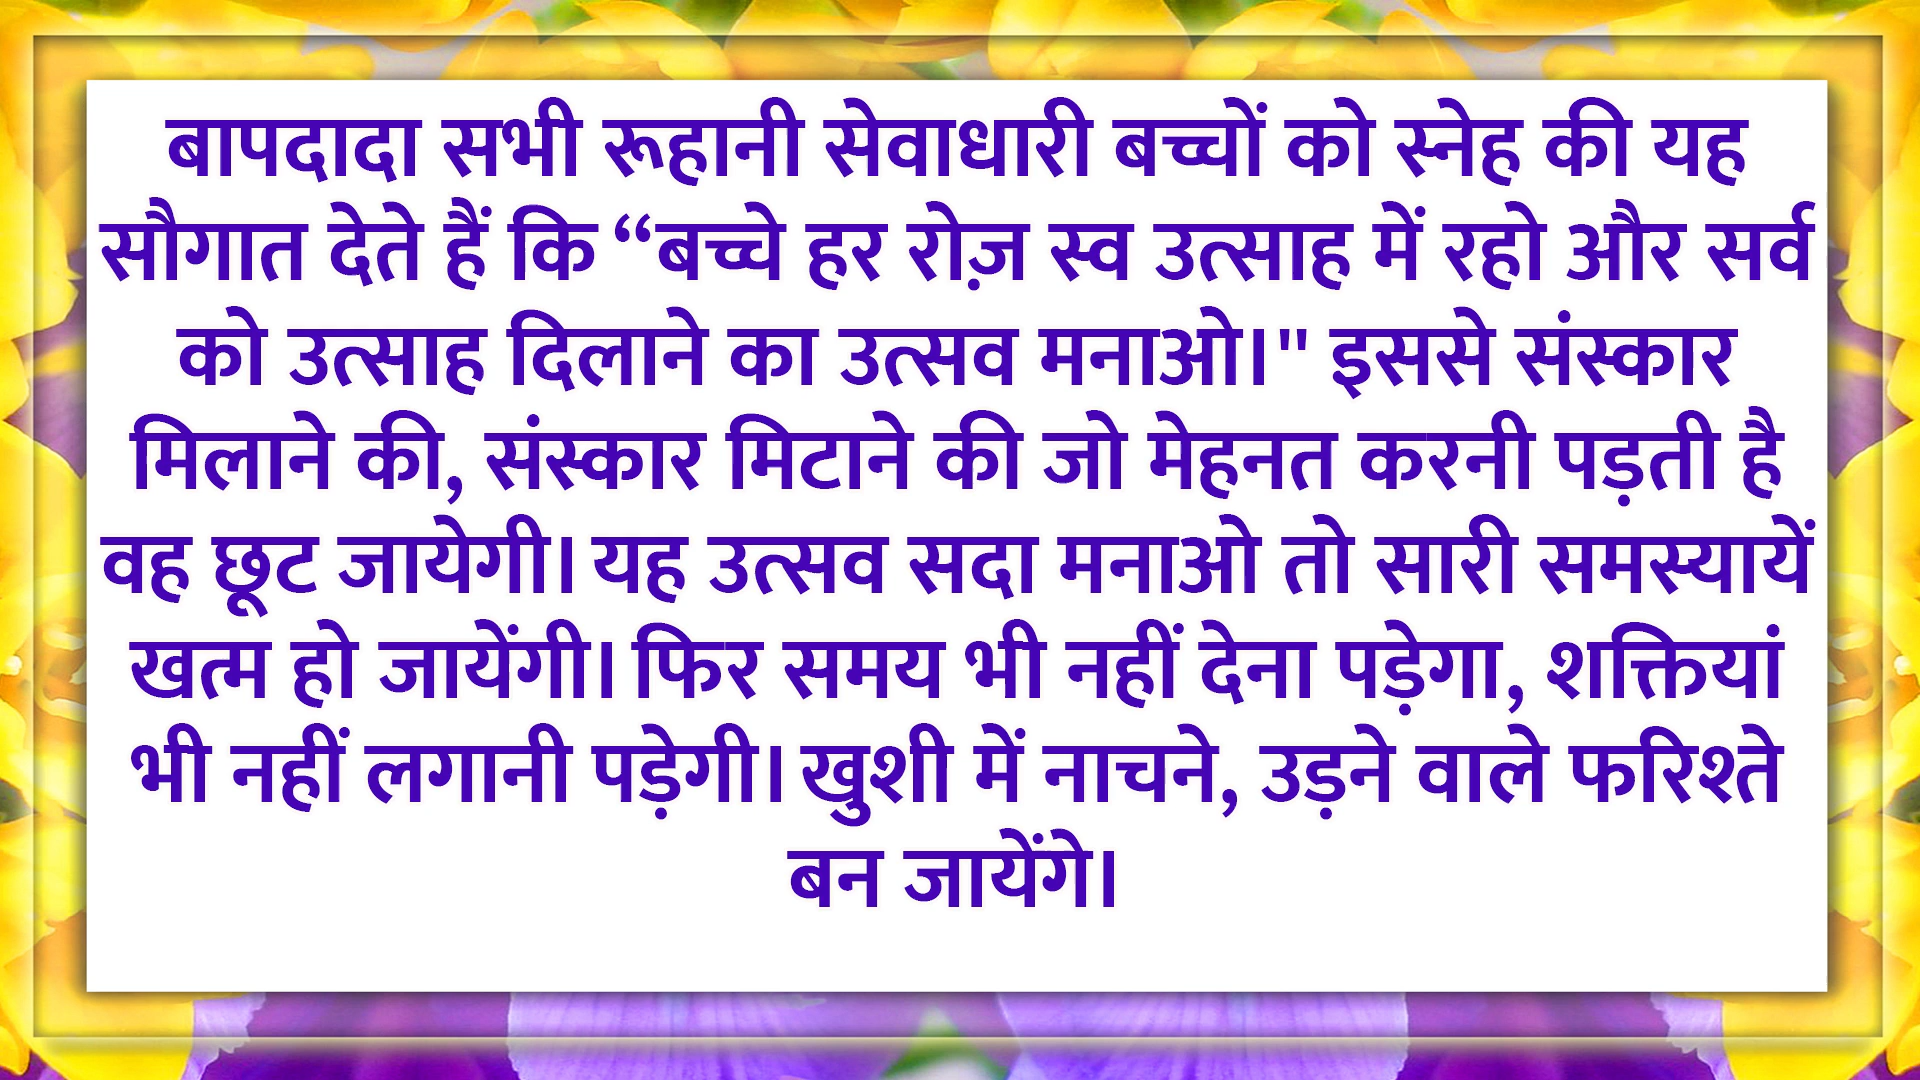 बापदादा सभी रूहानी सेवाधारी बच्चों को स्नेह की यह
सौगात देते हैं कि “बच्चे हर रोज़ स्व उत्साह में रहो और सर्व
को उत्साह दिलाने का उत्सव मनाओ।" इससे संस्कार
मिलाने की, संस्कार मिटाने की जो मेहनत करनी पड़ती है
वह छूट जायेगी। यह उत्सव सदा मनाओ तो सारी समस्यायें
खत्म हो जायेंगी। फिर समय भी नहीं देना पड़ेगा, शक्तियां
भी नहीं लगानी पड़ेगी। खुशी में नाचने, उड़ने वाले फरिश्ते
बन जायेंगे।